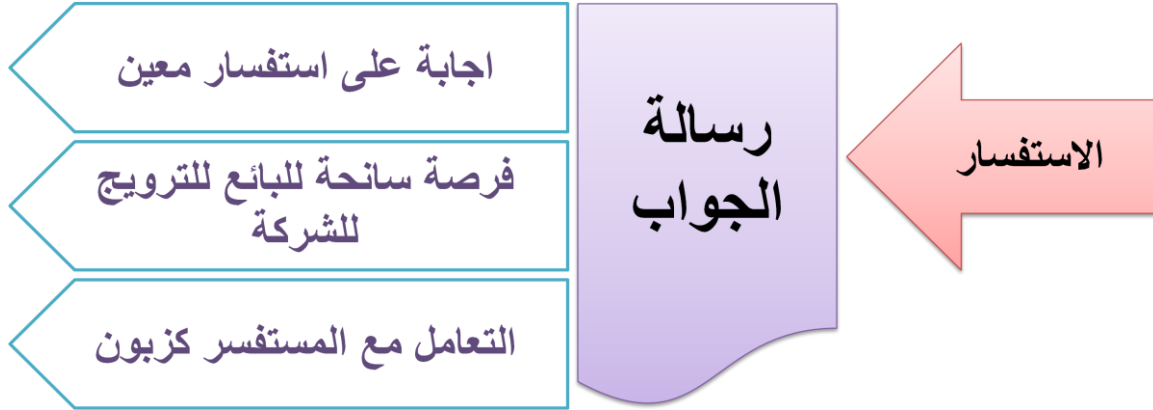 الاستفسار
رسالة
الجواب
اجابة على استفسار معين
فرصة سانحة للبائع للترويج
للشركة
التعامل مع المستفسر كزبون